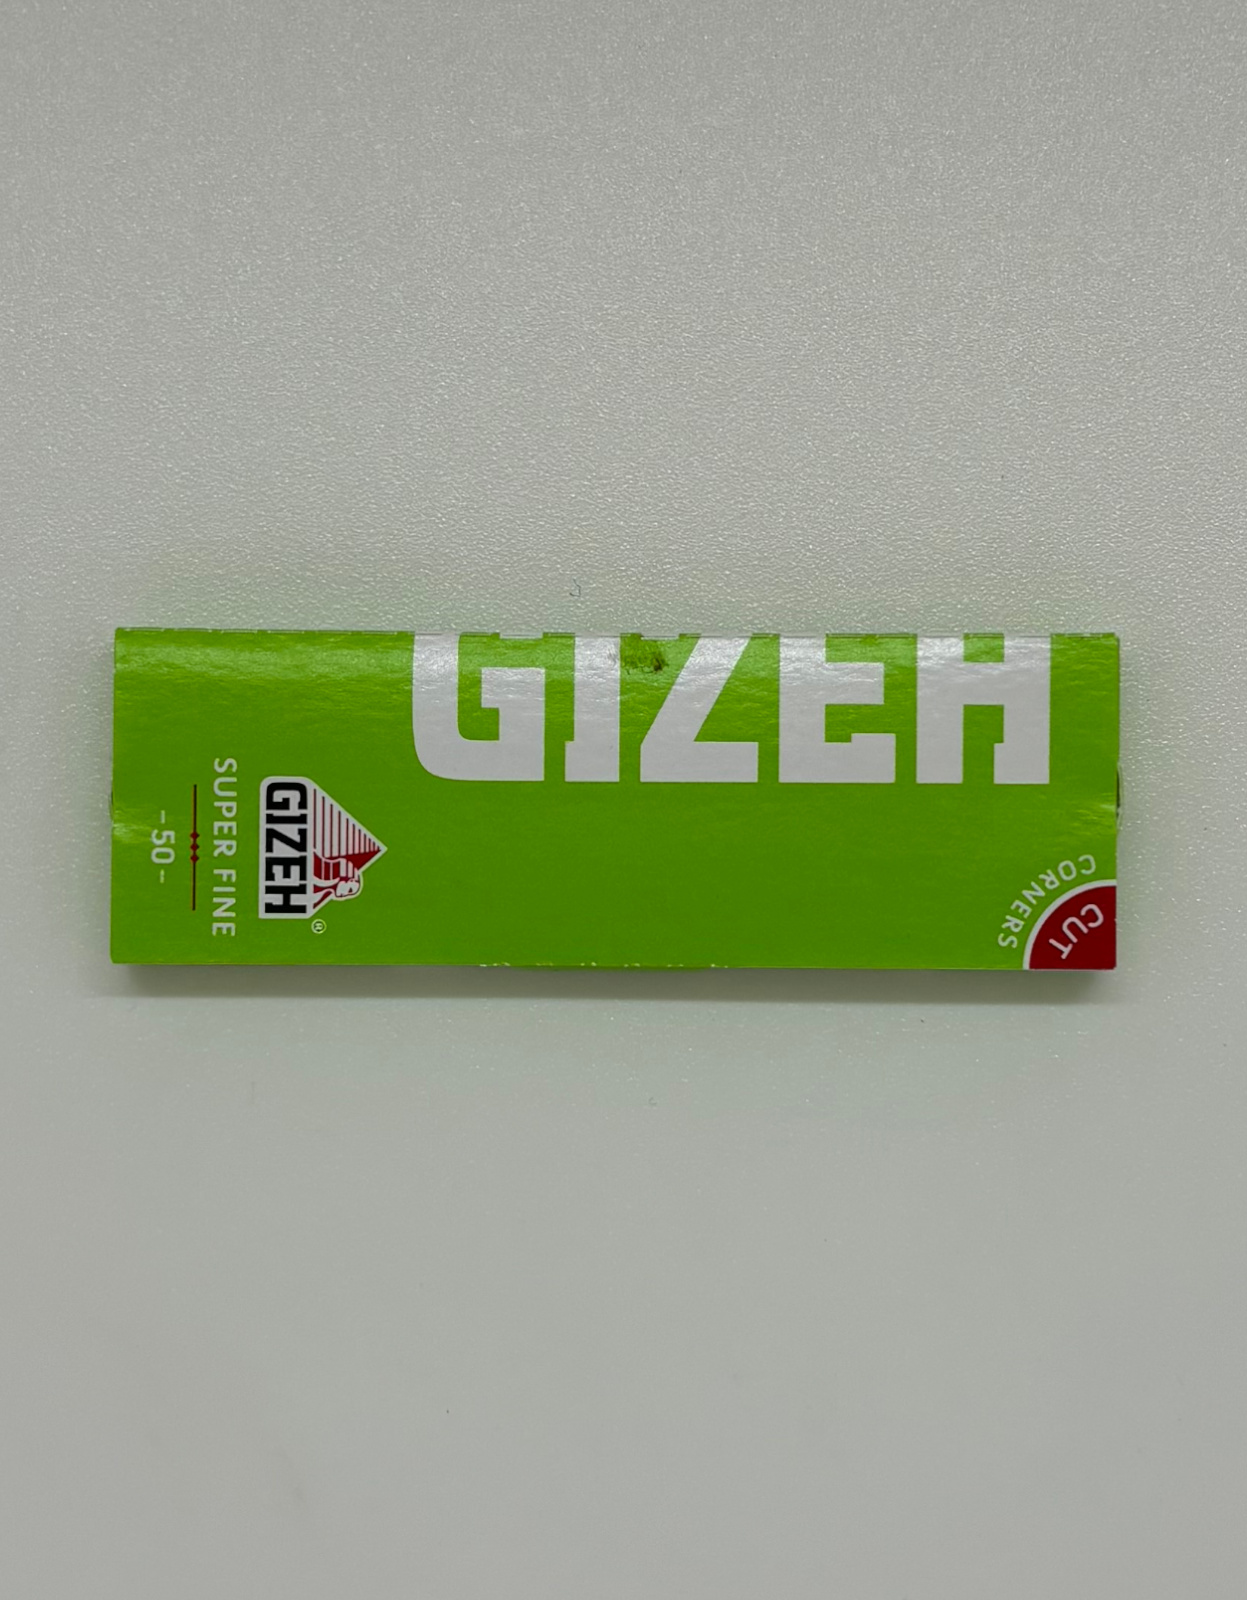 GIZEH
GIZEH®
SUPER FINE
- 50 -
CUT
CORNERS